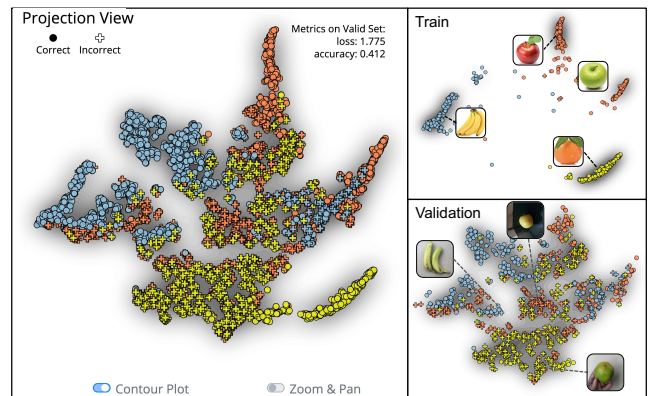 Projection View
Correct
Incorrect
Metrics on Valid Set:
loss: 1.775
accuracy: 0.412
Contour Plot
Zoom & Pan
Train
Validation